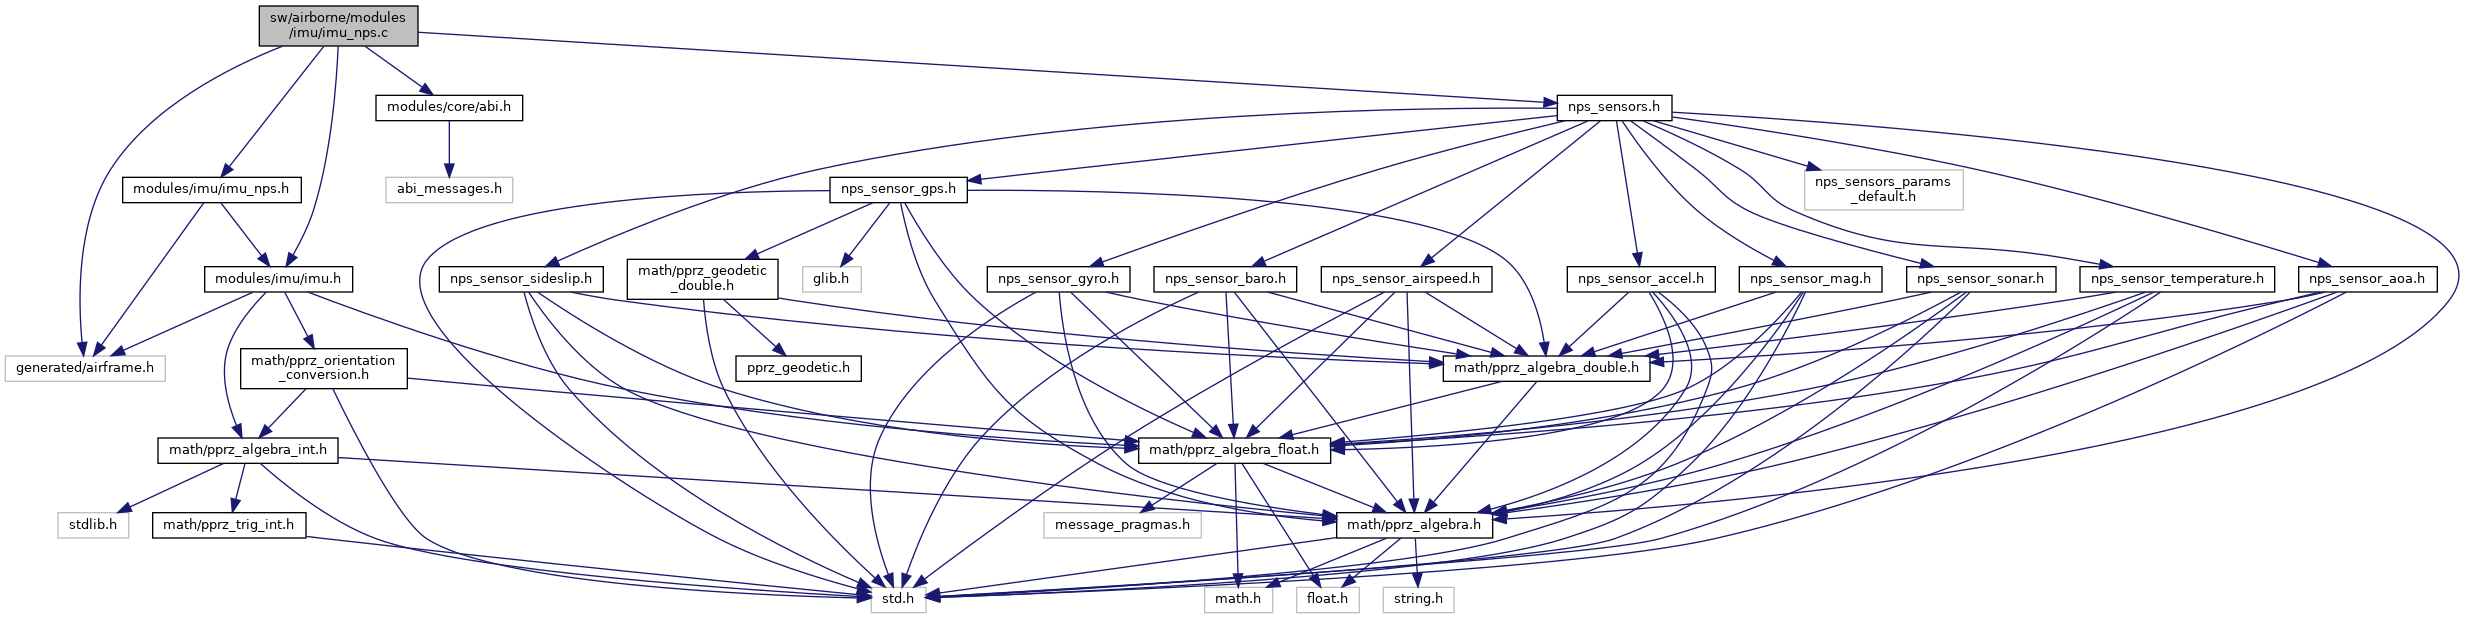 sw/airborne/modules
/imu/imu_nps.c
modules/core/abi.h
nps_sensors.h
modules/imu/imu_nps.h
abi_messages.h
nps_sensor_gps.h
nps_sensors_params
_default.h
modules/imu/imu.h
nps_sensor_sideslip.h
math/pprz_geodetic
_double.h
glib.h
nps_sensor_gyro.h
nps_sensor_baro.h
nps_sensor_airspeed.h
nps_sensor_accel.h
nps_sensor_mag.h
nps_sensor_sonar.h
nps_sensor_temperature.h
nps_sensor_aoa.h
generated/airframe.h
math/pprz_orientation
_conversion.h
pprz_geodetic.h
math/pprz_algebra_double.h
math/pprz_algebra_int.h
math/pprz_algebra_float.h
stdlib.h
math/pprz_trig_int.h
message_pragmas.h
math/pprz_algebra.h
std.h
math.h
float.h
string.h